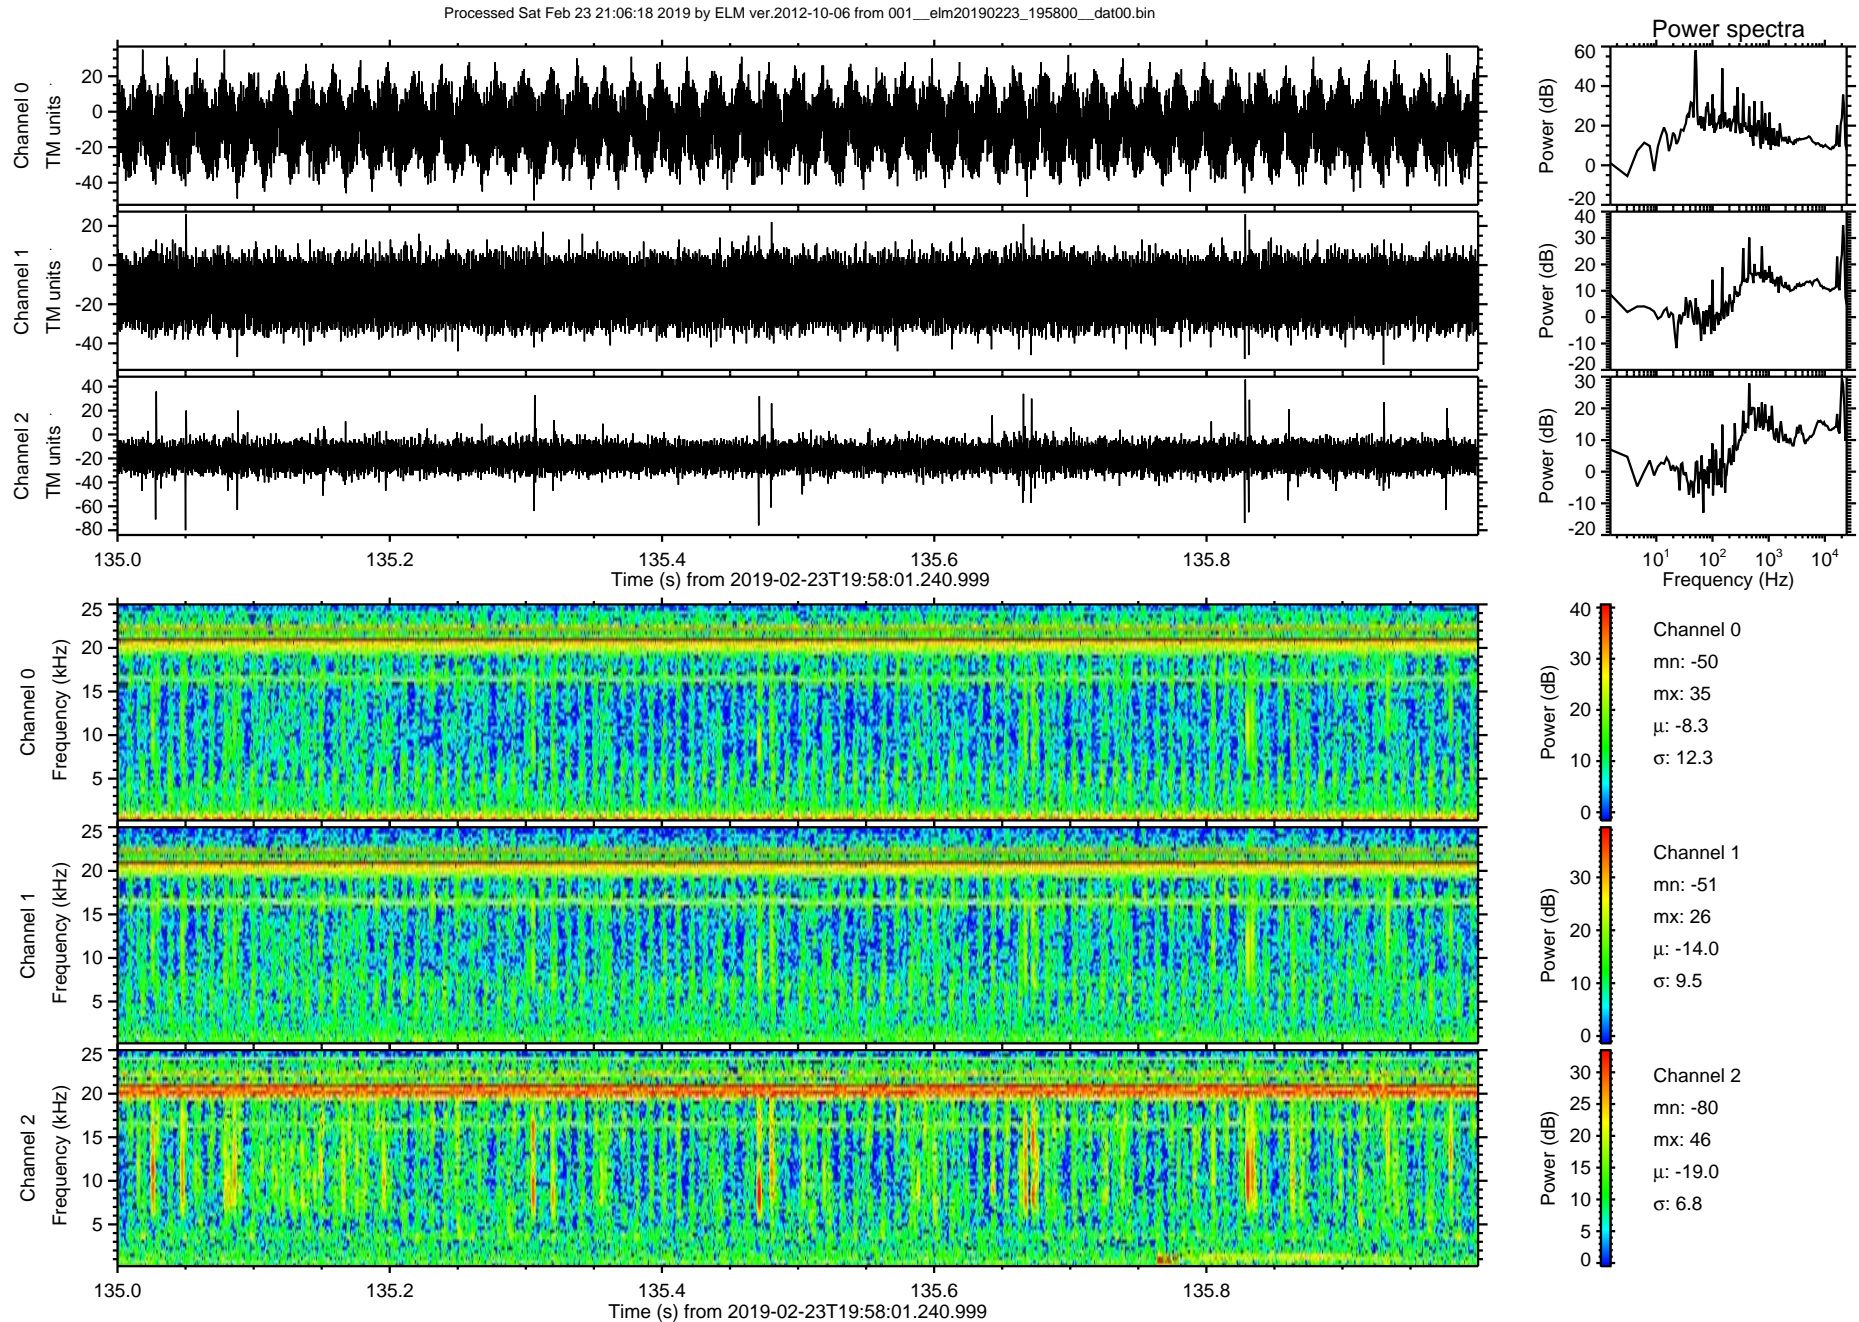 Processed Sat Feb 23 21:06:18 2019 by ELM ver.2012-10-06 from 001__elm20190223_195800__dat00.bin
Power spectra
Channel 0
TM units
20
0
-20
-40
Power (dB)
60
40
20
0
-20
Channel 1
TM units
20
0
-20
-40
Power (dB)
40
30
20
10
0
-10
-20
Channel 2
TM units
40
20
0
-20
-40
-60
-80
Power (dB)
30
20
10
0
-10
-20
135.0 135.2 135.4 135.6 135.8
Time (s) from 2019-02-23T19:58:01.240.999
10¹ 10² 10³ 10⁴
Frequency (Hz)
Channel 0
Frequency (kHz)
25
20
15
10
5
Power (dB)
40
30
20
10
0
Channel 0
mn: -50
mx: 35
μ: -8.3
σ: 12.3
Channel 1
Frequency (kHz)
25
20
15
10
5
Power (dB)
30
20
10
0
Channel 1
mn: -51
mx: 26
μ: -14.0
σ: 9.5
Channel 2
Frequency (kHz)
25
20
15
10
5
Power (dB)
30
25
20
15
10
5
0
Channel 2
mn: -80
mx: 46
μ: -19.0
σ: 6.8
135.0 135.2 135.4 135.6 135.8
Time (s) from 2019-02-23T19:58:01.240.999